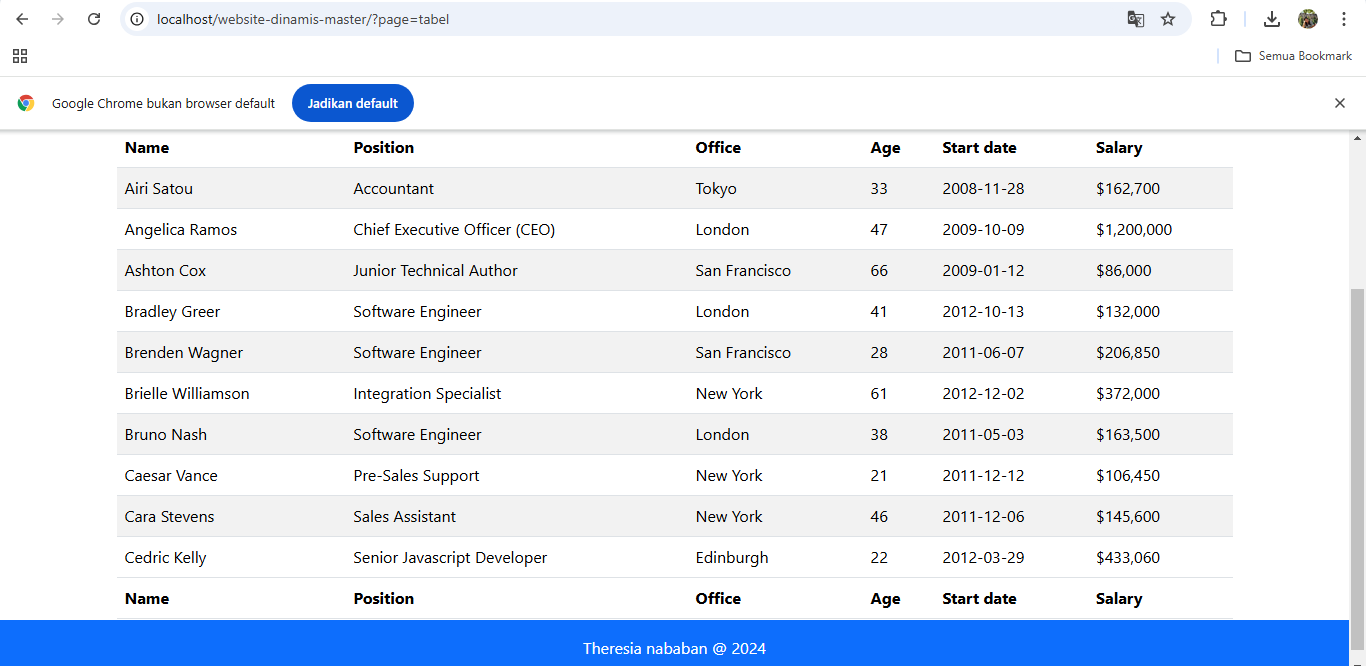 localhost/website-dinamis-master/?page=tabel
Semua Bookmark
Google Chrome bukan browser default Jadikan default
Name Position Office Age Start date Salary
Airi Satou Accountant Tokyo 33 2008-11-28 $162,700
Angelica Ramos Chief Executive Officer (CEO) London 47 2009-10-09 $1,200,000
Ashton Cox Junior Technical Author San Francisco 66 2009-01-12 $86,000
Bradley Greer Software Engineer London 41 2012-10-13 $132,000
Brenden Wagner Software Engineer San Francisco 28 2011-06-07 $206,850
Brielle Williamson Integration Specialist New York 61 2012-12-02 $372,000
Bruno Nash Software Engineer London 38 2011-05-03 $163,500
Caesar Vance Pre-Sales Support New York 21 2011-12-12 $106,450
Cara Stevens Sales Assistant New York 46 2011-12-06 $145,600
Cedric Kelly Senior Javascript Developer Edinburgh 22 2012-03-29 $433,060
Name Position Office Age Start date Salary
Theresia nababan @ 2024